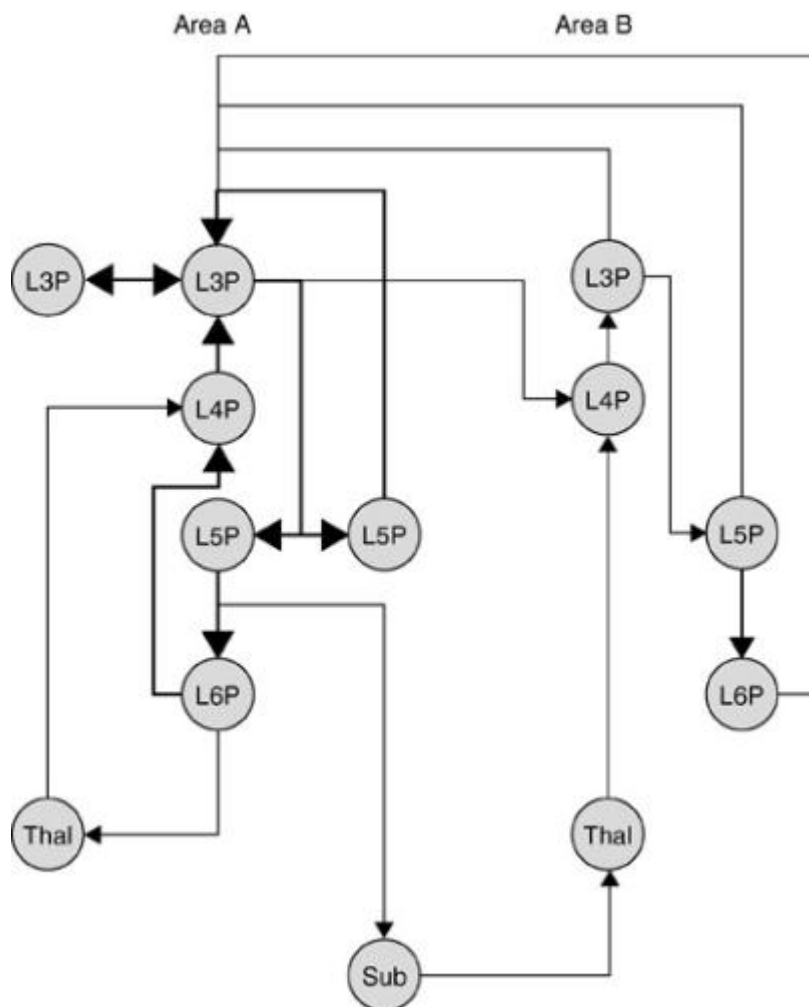 Area A Area B
L3P L3P L3P
L4P L4P
L5P L5P L5P
L6P L6P
Thal Thal
Sub